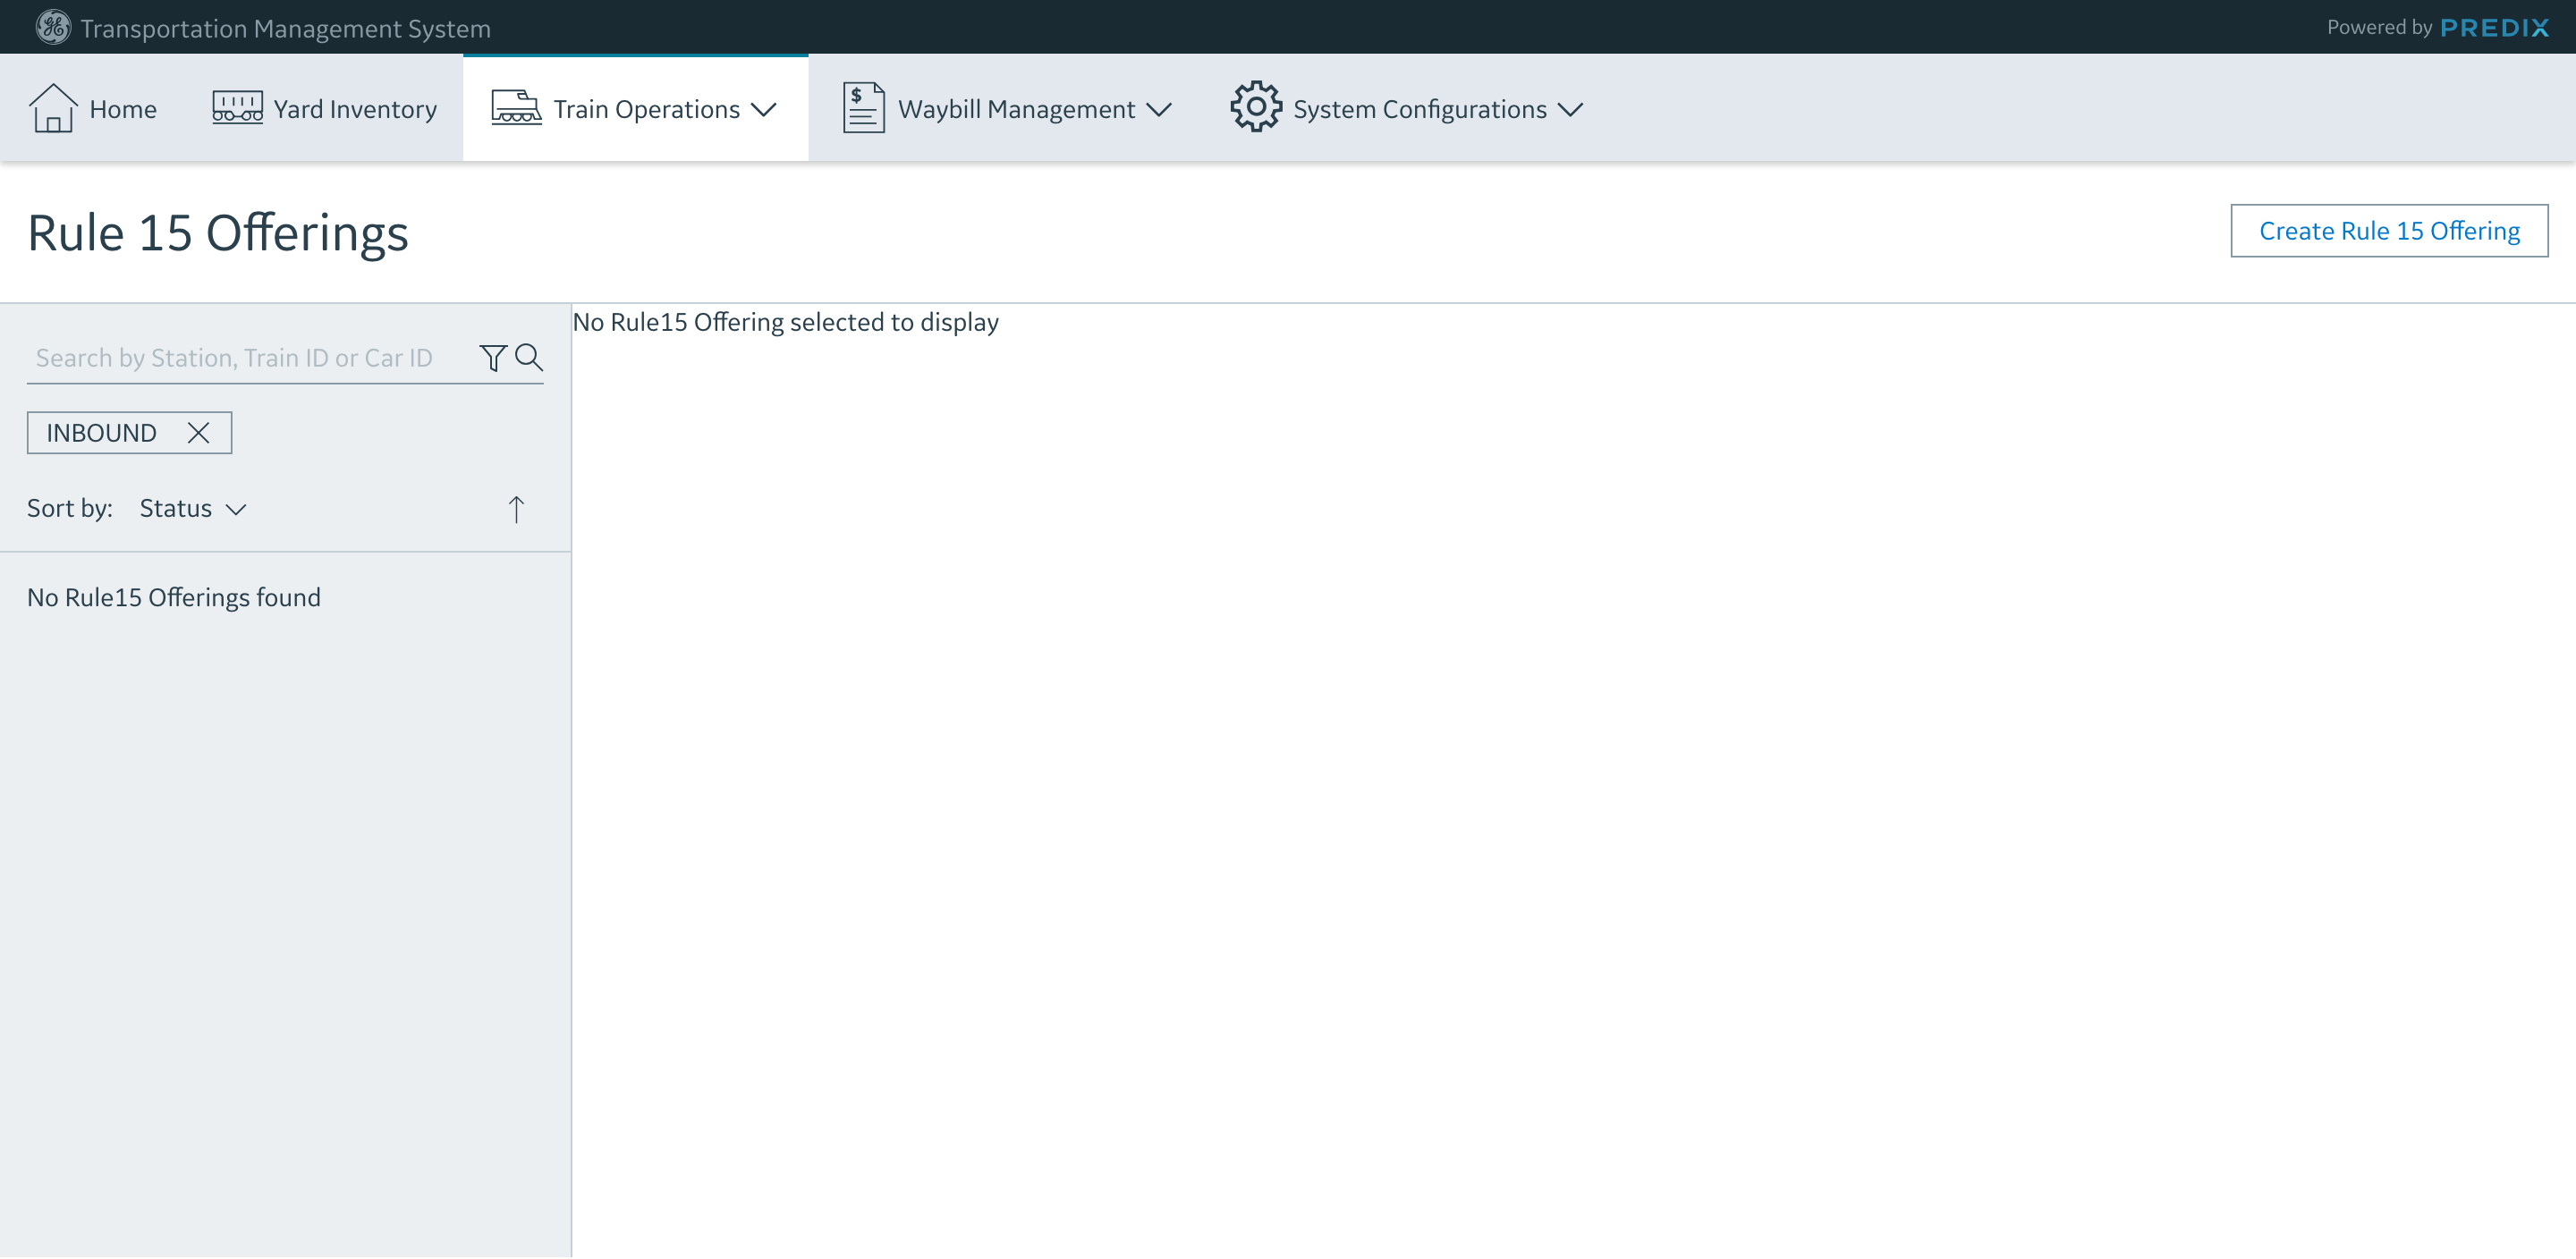 Transportation Management System
Powered by PREDIX
Home
Yard Inventory
Train Operations
$
Waybill Management
System Configurations
Rule 15 Offerings
Create Rule 15 Offering
Search by Station, Train ID or Car ID
No Rule15 Offering selected to display
INBOUND
Sort by: Status
No Rule15 Offerings found